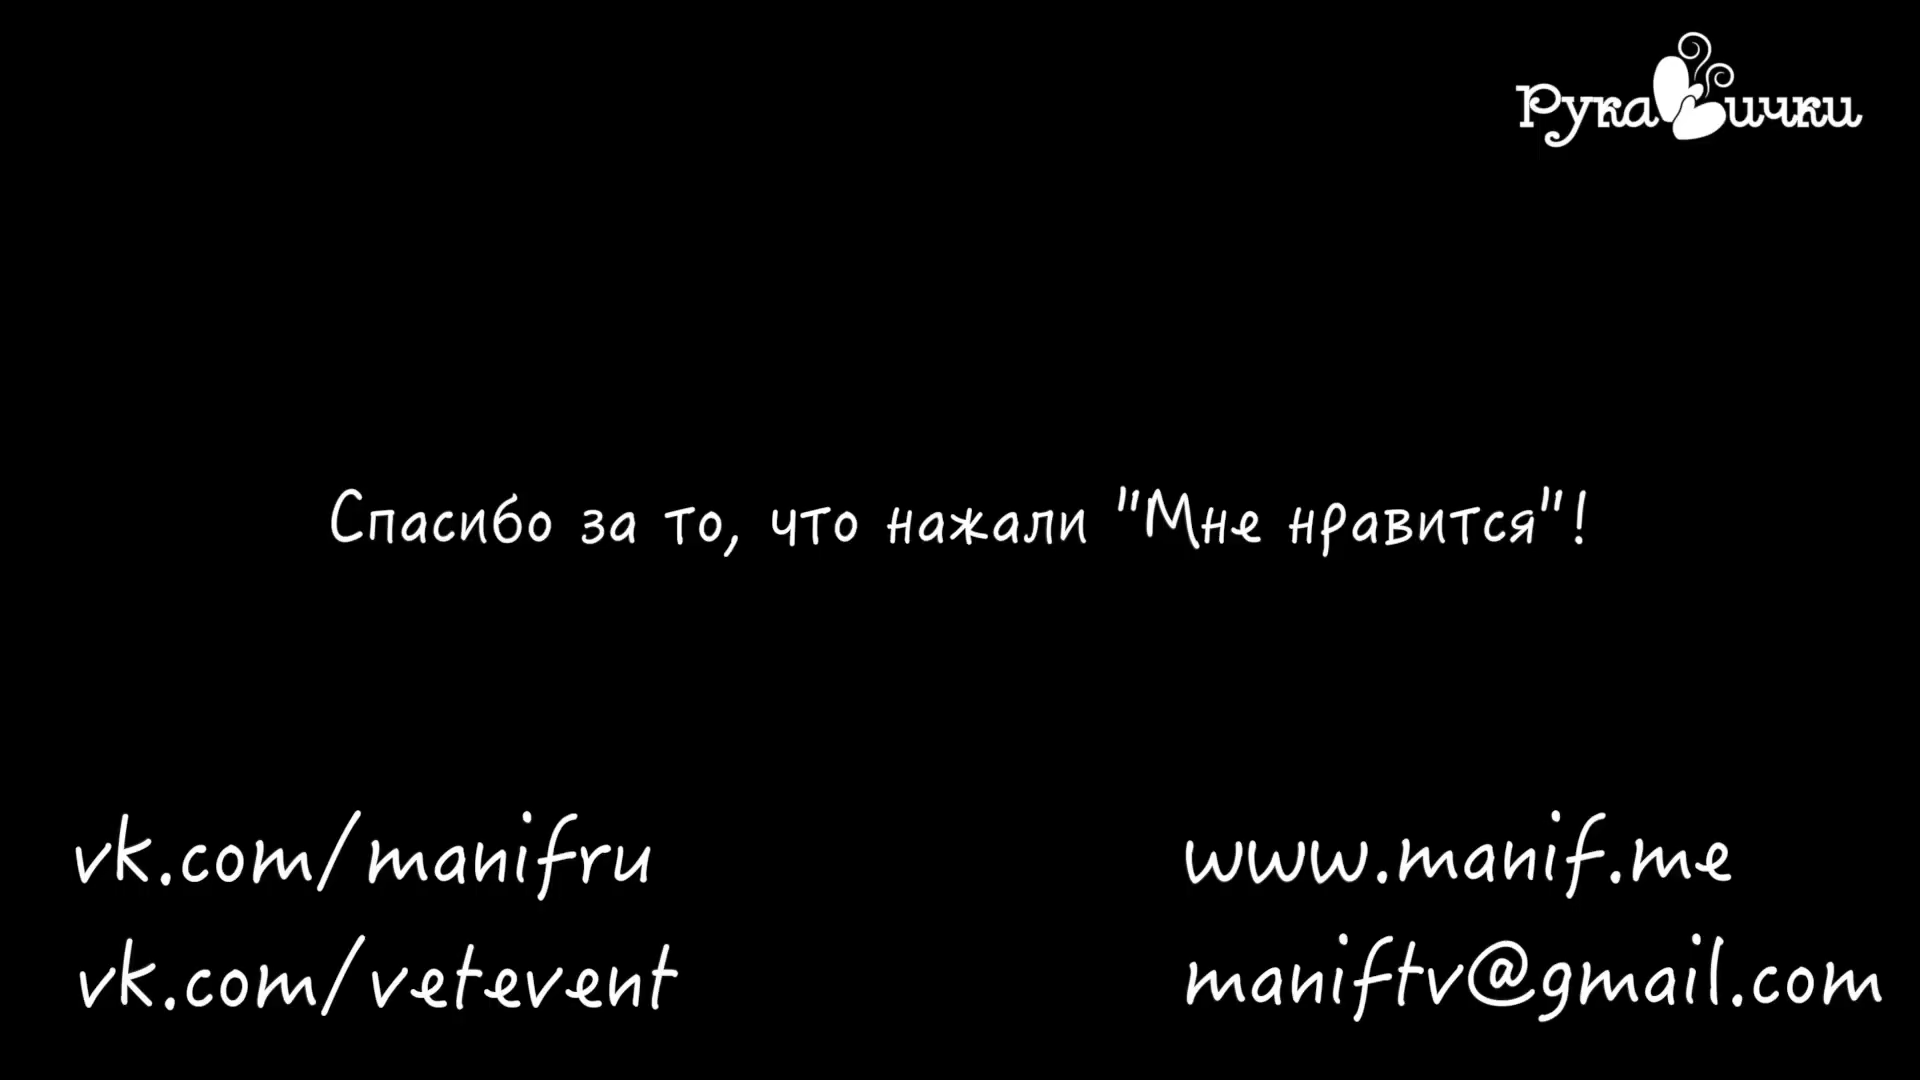 Рукавички
Спасибо за то, что нажали "Мне нравится"!
vk.com/manifru
www.manif.me
vk.com/vetevent
maniftv@gmail.com